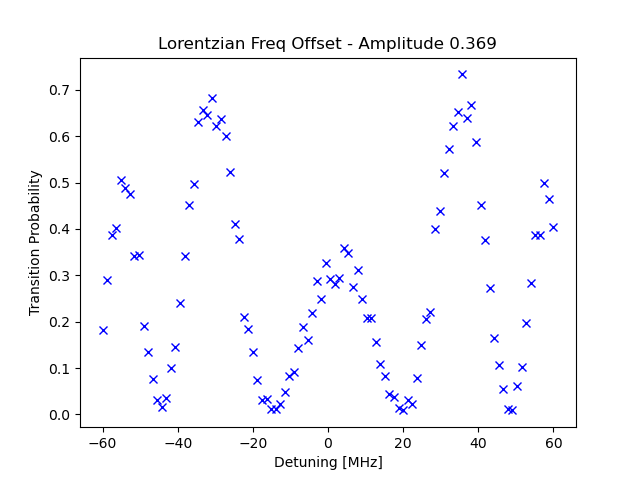 Lorentzian Freq Offset - Amplitude 0.369
Transition Probability
0.7
0.6
0.5
0.4
0.3
0.2
0.1
0.0
−60 −40 −20 0 20 40 60
Detuning [MHz]